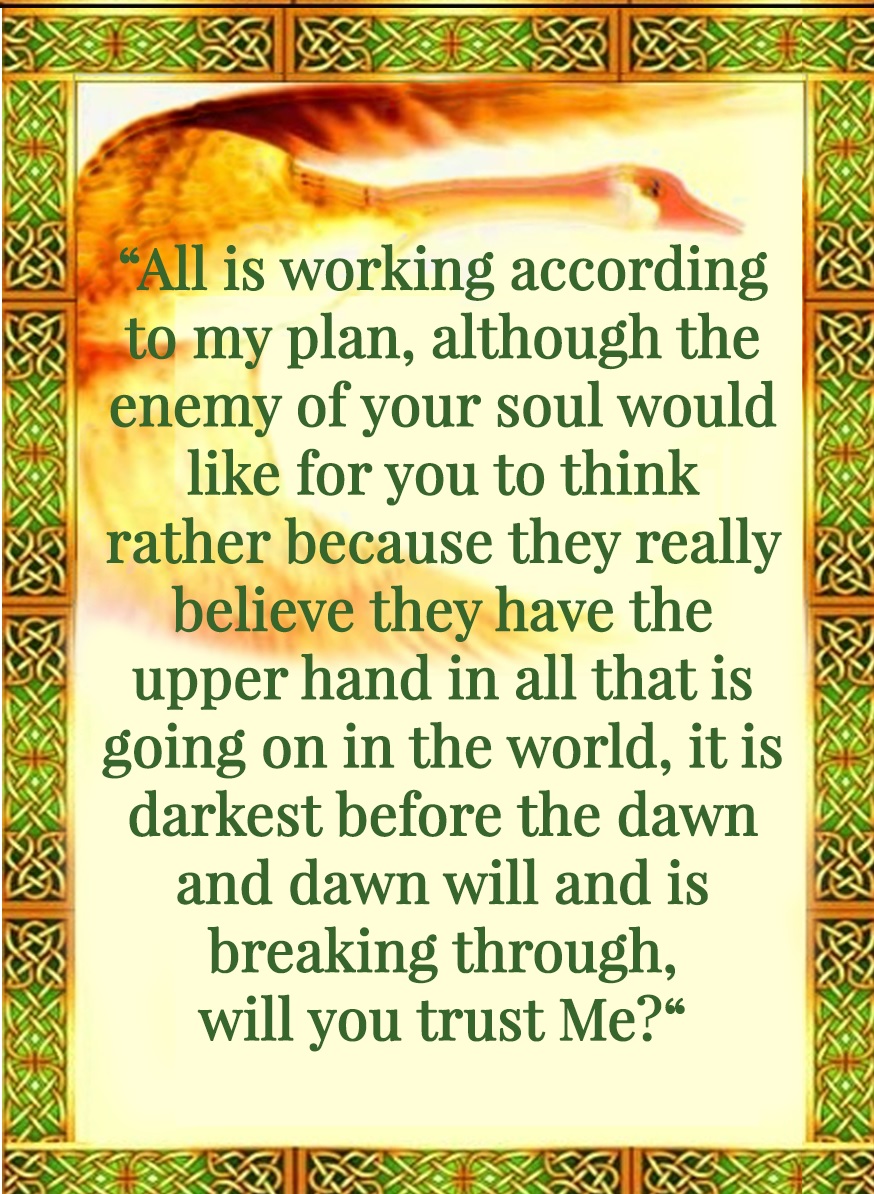 “All is working according
to my plan, although the
enemy of your soul would
like for you to think
rather because they really
believe they have the
upper hand in all that is
going on in the world, it is
darkest before the dawn
and dawn will and is
breaking through,
will you trust Me?“